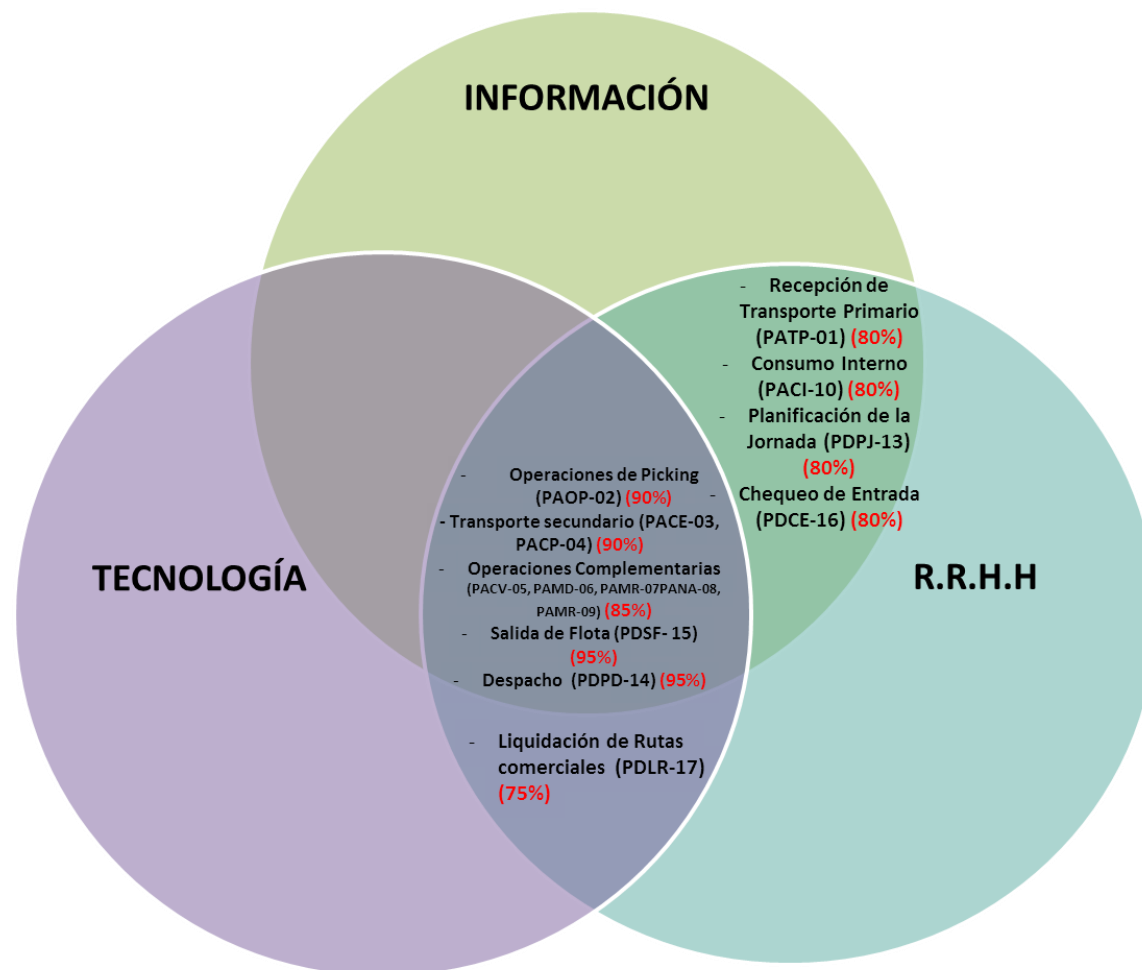 INFORMACIÓN
- Recepción de
Transporte Primario
(PATP-01) (80%)
- Consumo Interno
(PACI-10) (80%)
- Planificación de la
Jornada (PDPJ-13)
(80%)
- Chequeo de Entrada
(PDCE-16) (80%)
- Operaciones de Picking
(PAOP-02) (90%)
- Transporte secundario (PACE-03,
PACP-04) (90%)
- Operaciones Complementarias
(PACV-05, PAMD-06, PAMR-07PANA-08,
PAMR-09) (85%)
- Salida de Flota (PDSF- 15)
(95%)
- Despacho (PDPD-14) (95%)
TECNOLOGÍA
R.R.H.H
- Liquidación de Rutas
comerciales (PDLR-17)
(75%)